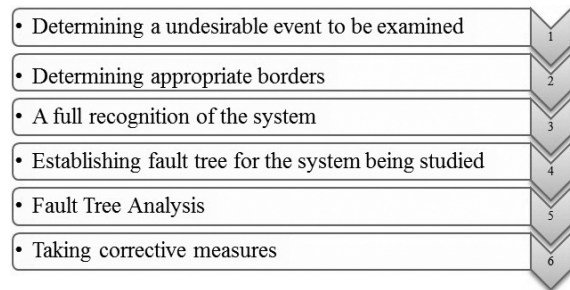 • Determining a undesirable event to be examined 1
• Determining appropriate borders 2
• A full recognition of the system 3
• Establishing fault tree for the system being studied 4
• Fault Tree Analysis 5
• Taking corrective measures 6